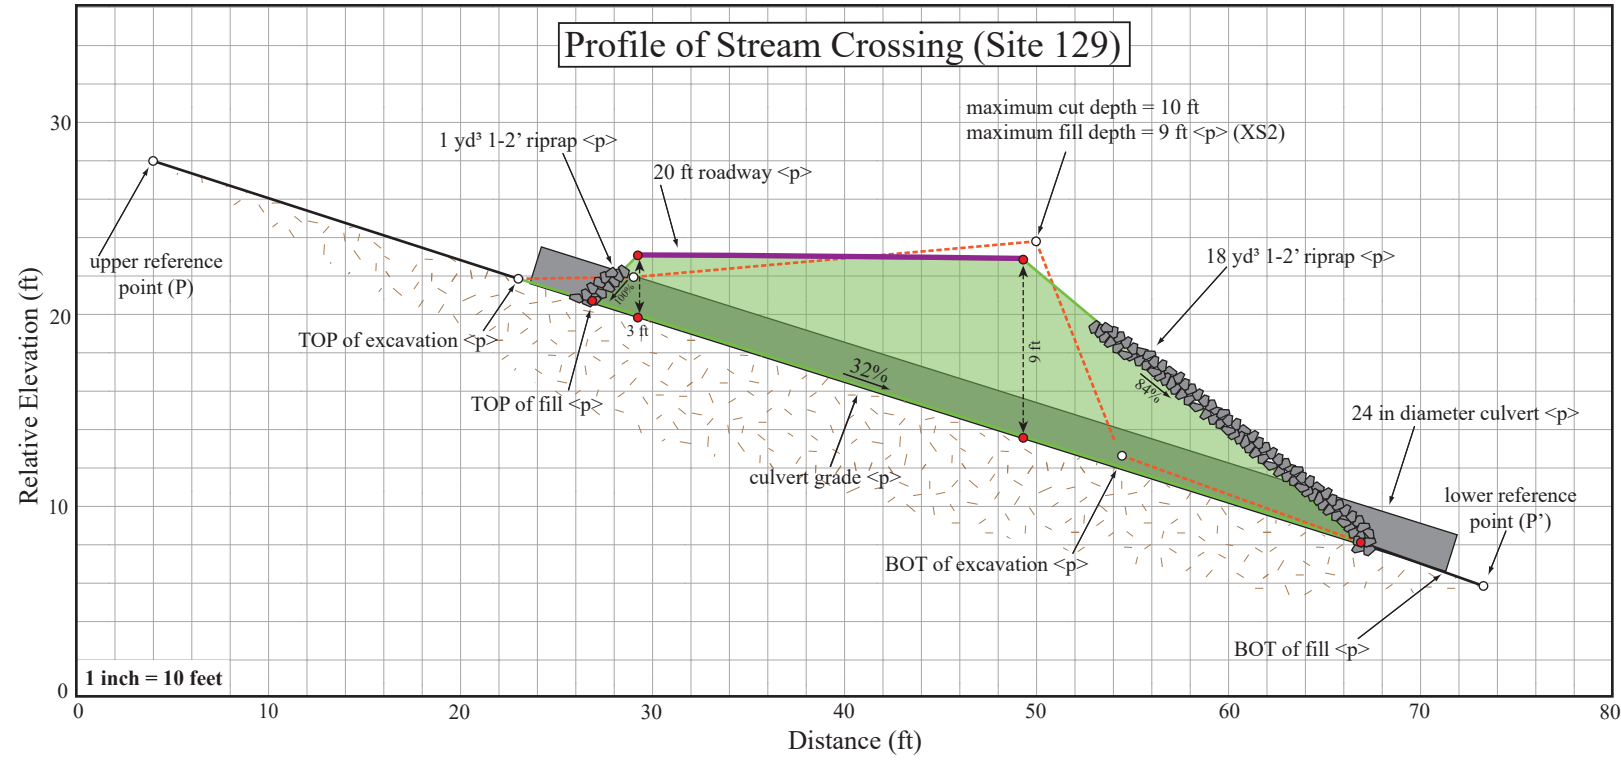 Profile of Stream Crossing (Site 129)
maximum cut depth = 10 ft
maximum fill depth = 9 ft <p> (XS2)
1 yd³ 1-2’ riprap <p>
20 ft roadway <p>
18 yd³ 1-2’ riprap <p>
upper reference
point (P)
TOP of excavation <p>
100%
3 ft
9 ft
32%
84%
TOP of fill <p>
24 in diameter culvert <p>
culvert grade <p>
lower reference
point (P’)
BOT of excavation <p>
BOT of fill <p>
1 inch = 10 feet
Relative Elevation (ft)
30
20
10
0
0 10 20 30 40 50 60 70 80
Distance (ft)